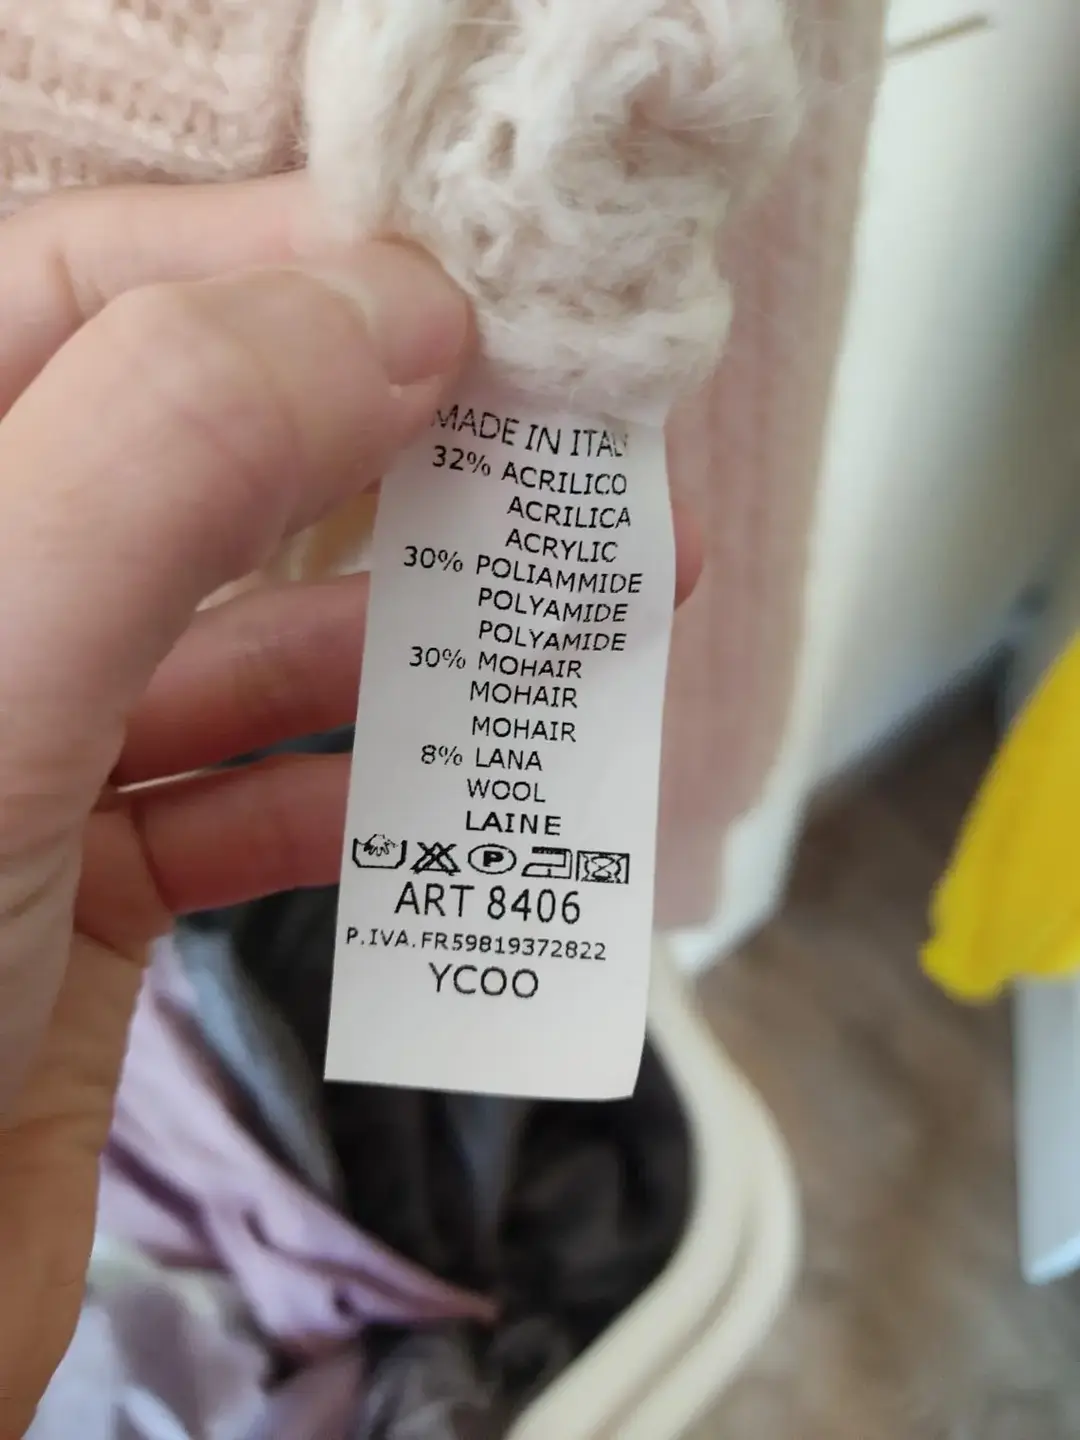 MADE IN ITALY
32% ACRILICO
ACRILICA
ACRYLIC
30% POLIAMMIDE
POLYAMIDE
POLYAMIDE
30% MOHAIR
MOHAIR
MOHAIR
8% LANA
WOOL
LAINE
P
ART 8406
P.IVA.FR59819372822
YCOO